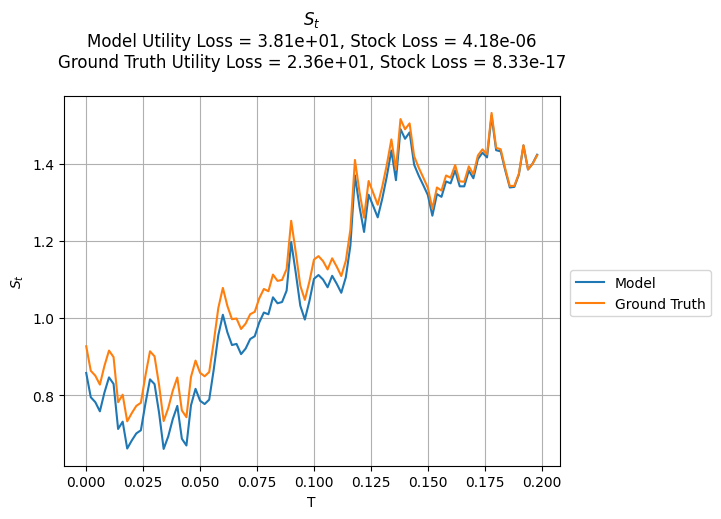 S_t
Model Utility Loss = 3.81e+01, Stock Loss = 4.18e-06
Ground Truth Utility Loss = 2.36e+01, Stock Loss = 8.33e-17
1.4
1.2
1.0
0.8
S_t
0.000 0.025 0.050 0.075 0.100 0.125 0.150 0.175 0.200
T
Model
Ground Truth